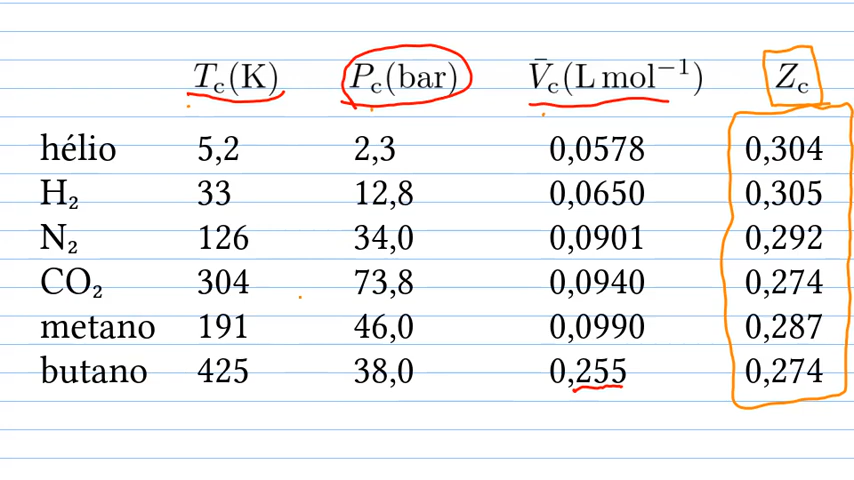 T_c(K) P_c(bar) V̄_c(L mol⁻¹) Z_c
hélio 5,2 2,3 0,0578 0,304
H₂ 33 12,8 0,0650 0,305
N₂ 126 34,0 0,0901 0,292
CO₂ 304 73,8 0,0940 0,274
metano 191 46,0 0,0990 0,287
butano 425 38,0 0,255 0,274